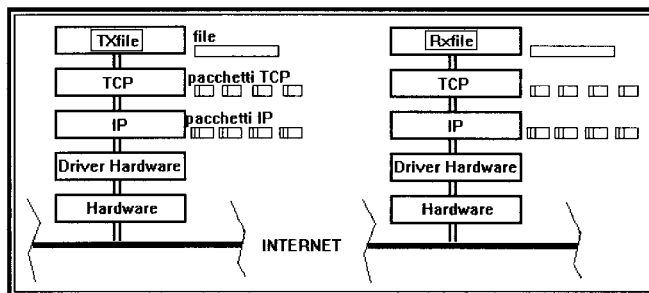 TXfile
file
TCP
pacchetti TCP
IP
pacchetti IP
Driver Hardware
Hardware
INTERNET
Rxfile
TCP
IP
Driver Hardware
Hardware